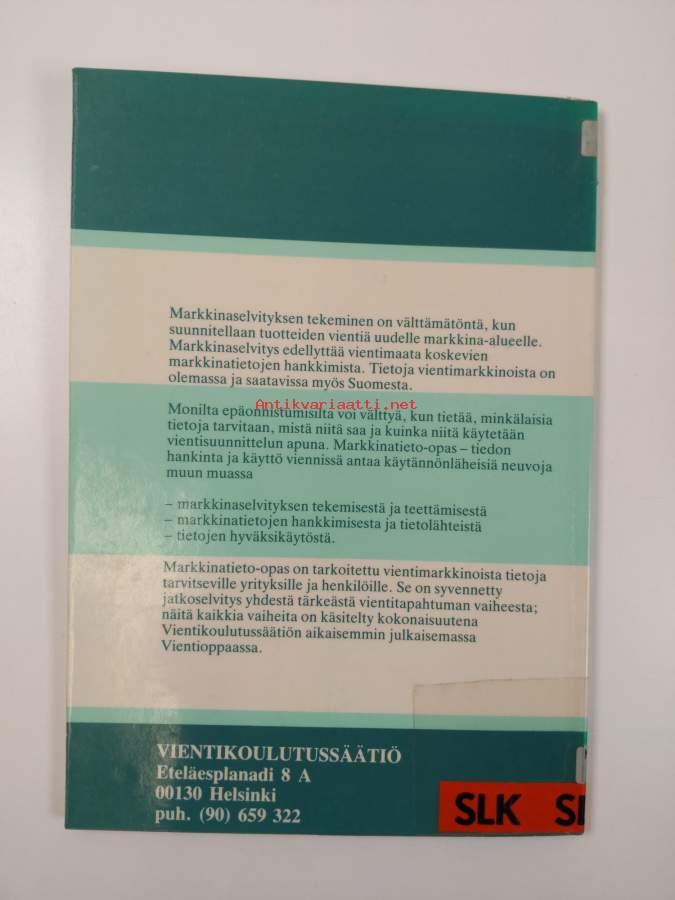 Markkinaselvityksen tekeminen on välttämätöntä, kun
suunnitellaan tuotteiden vientiä uudelle markkina-alueelle.
Markkinaselvitys edellyttää vientimaata koskevien
markkinatietojen hankkimista. Tietoja vientimarkkinoista on
olemassa ja saatavissa myös Suomesta.
Antikvariaatti.net
Monilta epäonnistumisilta voi välttyä, kun tietää, minkälaisia
tietoja tarvitaan, mistä niitä saa ja kuinka niitä käytetään
vientisuunnittelun apuna. Markkinatieto-opas – tiedon
hankinta ja käyttö viennissä antaa käytännönläheisiä neuvoja
muun muassa
– markkinaselvityksen tekemisestä ja teettämisestä
– markkinatietojen hankkimisesta ja tietolähteistä
– tietojen hyväksikäytöstä.
Markkinatieto-opas on tarkoitettu vientimarkkinoista tietoja
tarvitseville yrityksille ja henkilöille. Se on syvennetty
jatkoselvitys yhdestä tärkeästä vientitapahtuman vaiheesta;
näitä kaikkia vaiheita on käsitelty kokonaisuutena
Vientikoulutussäätiön aikaisemmin julkaisemassa
Vientioppaassa.
VIENTIKOULUTUSSÄÄTIÖ
Eteläesplanadi 8 A
00130 Helsinki
puh. (90) 659 322
SLK